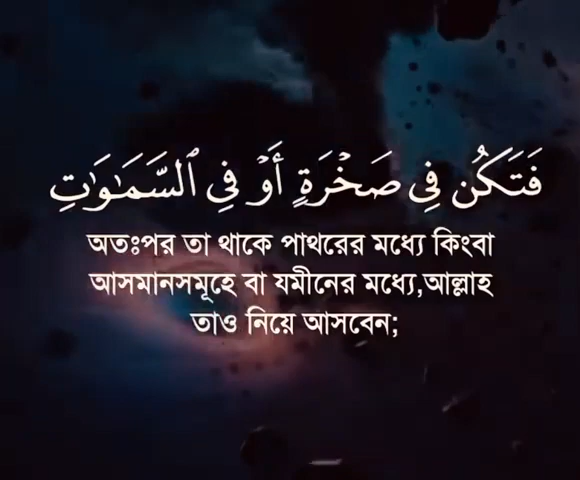 فَتَكُن فِي صَخْرَةٍ أَوْ فِي ٱلسَّمَـٰوَٰتِ
অতঃপর তা থাকে পাথরের মধ্যে কিংবা
আসমানসমূহে বা যমীনের মধ্যে,আল্লাহ
তাও নিয়ে আসবেন;